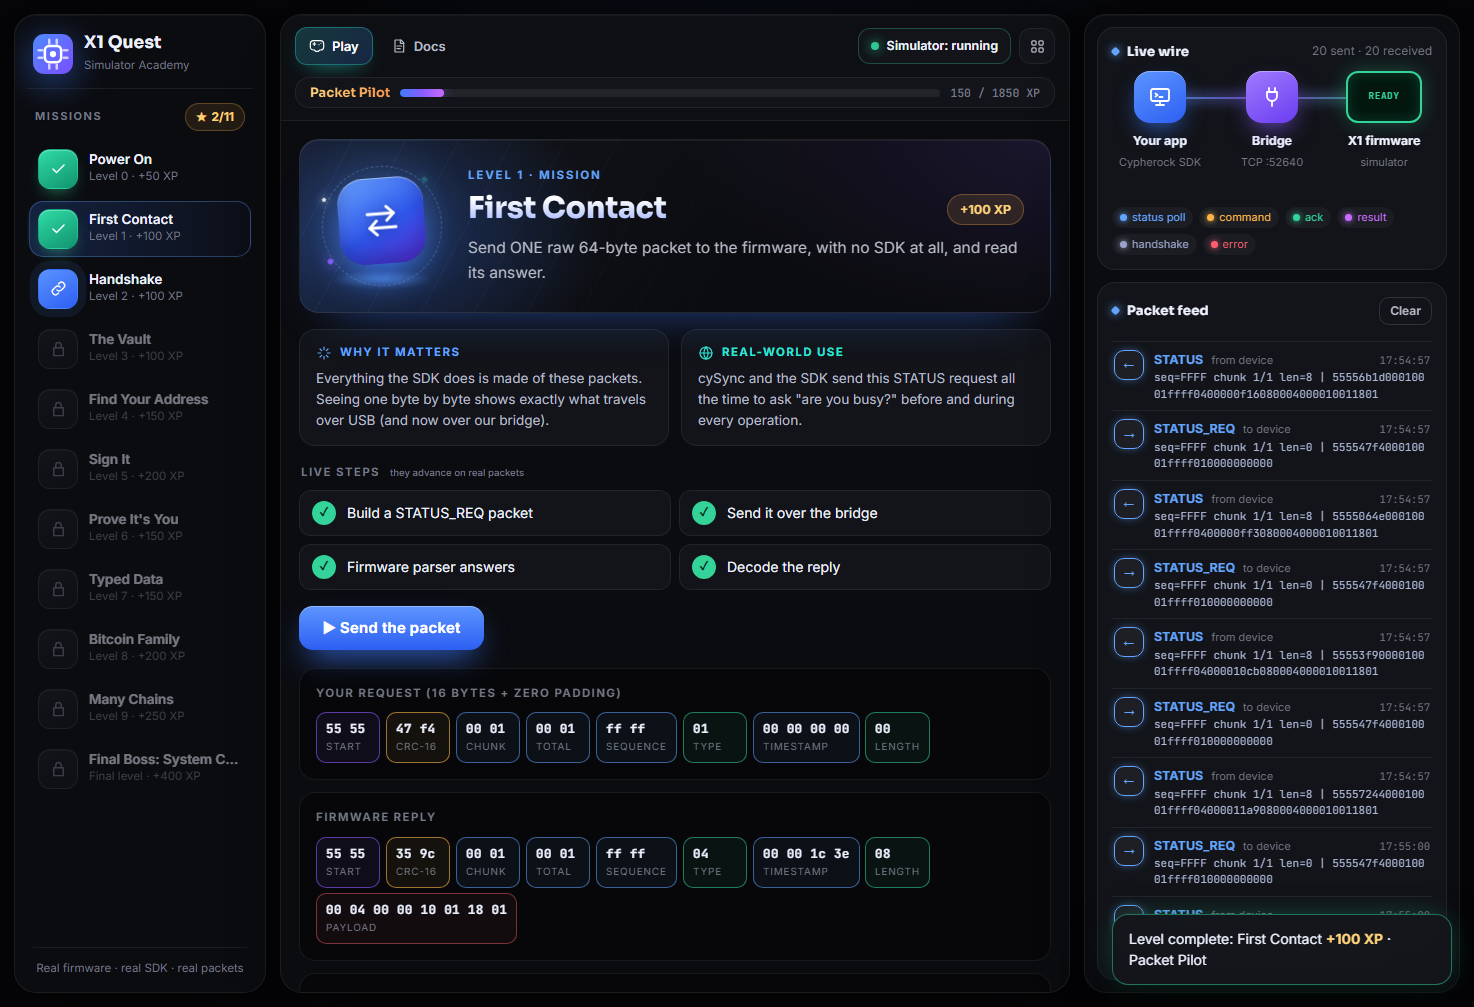 X1 Quest
Simulator Academy
MISSIONS
★ 2/11
Power On
Level 0 · +50 XP
First Contact
Level 1 · +100 XP
Handshake
Level 2 · +100 XP
The Vault
Level 3 · +100 XP
Find Your Address
Level 4 · +150 XP
Sign It
Level 5 · +200 XP
Prove It's You
Level 6 · +150 XP
Typed Data
Level 7 · +150 XP
Bitcoin Family
Level 8 · +200 XP
Many Chains
Level 9 · +250 XP
Final Boss: System C...
Final level · +400 XP
Real firmware · real SDK · real packets
Play
Docs
Simulator: running
Packet Pilot
150 / 1850 XP
LEVEL 1 · MISSION
First Contact
+100 XP
Send ONE raw 64-byte packet to the firmware, with no SDK at all, and read
its answer.
WHY IT MATTERS
Everything the SDK does is made of these packets.
Seeing one byte by byte shows exactly what travels
over USB (and now over our bridge).
REAL-WORLD USE
cySync and the SDK send this STATUS request all
the time to ask "are you busy?" before and during
every operation.
LIVE STEPS they advance on real packets
Build a STATUS_REQ packet
Send it over the bridge
Firmware parser answers
Decode the reply
▶ Send the packet
YOUR REQUEST (16 BYTES + ZERO PADDING)
55 55 47 f4 00 01 00 01 ff ff 01 00 00 00 00 00
START CRC-16 CHUNK TOTAL SEQUENCE TYPE TIMESTAMP LENGTH
FIRMWARE REPLY
55 55 35 9c 00 01 00 01 ff ff 04 00 00 1c 3e 08
START CRC-16 CHUNK TOTAL SEQUENCE TYPE TIMESTAMP LENGTH
00 04 00 00 10 01 18 01
PAYLOAD
Live wire
20 sent · 20 received
READY
Your app
Cypherock SDK
Bridge
TCP :52640
X1 firmware
simulator
status poll
command
ack
result
handshake
error
Packet feed
Clear
← STATUS from device 17:54:57
seq=FFFF chunk 1/1 len=8 | 55556b1d000100
01ffff0400000f1608000400001001 1801
→ STATUS_REQ to device 17:54:57
seq=FFFF chunk 1/1 len=0 | 555547f4000100
01ffff010000000000
← STATUS from device 17:54:57
seq=FFFF chunk 1/1 len=8 | 5555064e000100
01ffff0400000ff3080004000010011801
→ STATUS_REQ to device 17:54:57
seq=FFFF chunk 1/1 len=0 | 555547f4000100
01ffff010000000000
← STATUS from device 17:54:57
seq=FFFF chunk 1/1 len=8 | 55553f90000100
01ffff04000010cb080004000010011801
→ STATUS_REQ to device 17:54:57
seq=FFFF chunk 1/1 len=0 | 555547f4000100
01ffff010000000000
← STATUS from device 17:54:57
seq=FFFF chunk 1/1 len=8 | 55557244000100
01ffff04000011a9080004000010011801
→ STATUS_REQ to device 17:55:00
seq=FFFF chunk 1/1 len=0 | 555547f4000100
01ffff010000000000
STATUS from device 17:55:00
Level complete: First Contact +100 XP ·
Packet Pilot